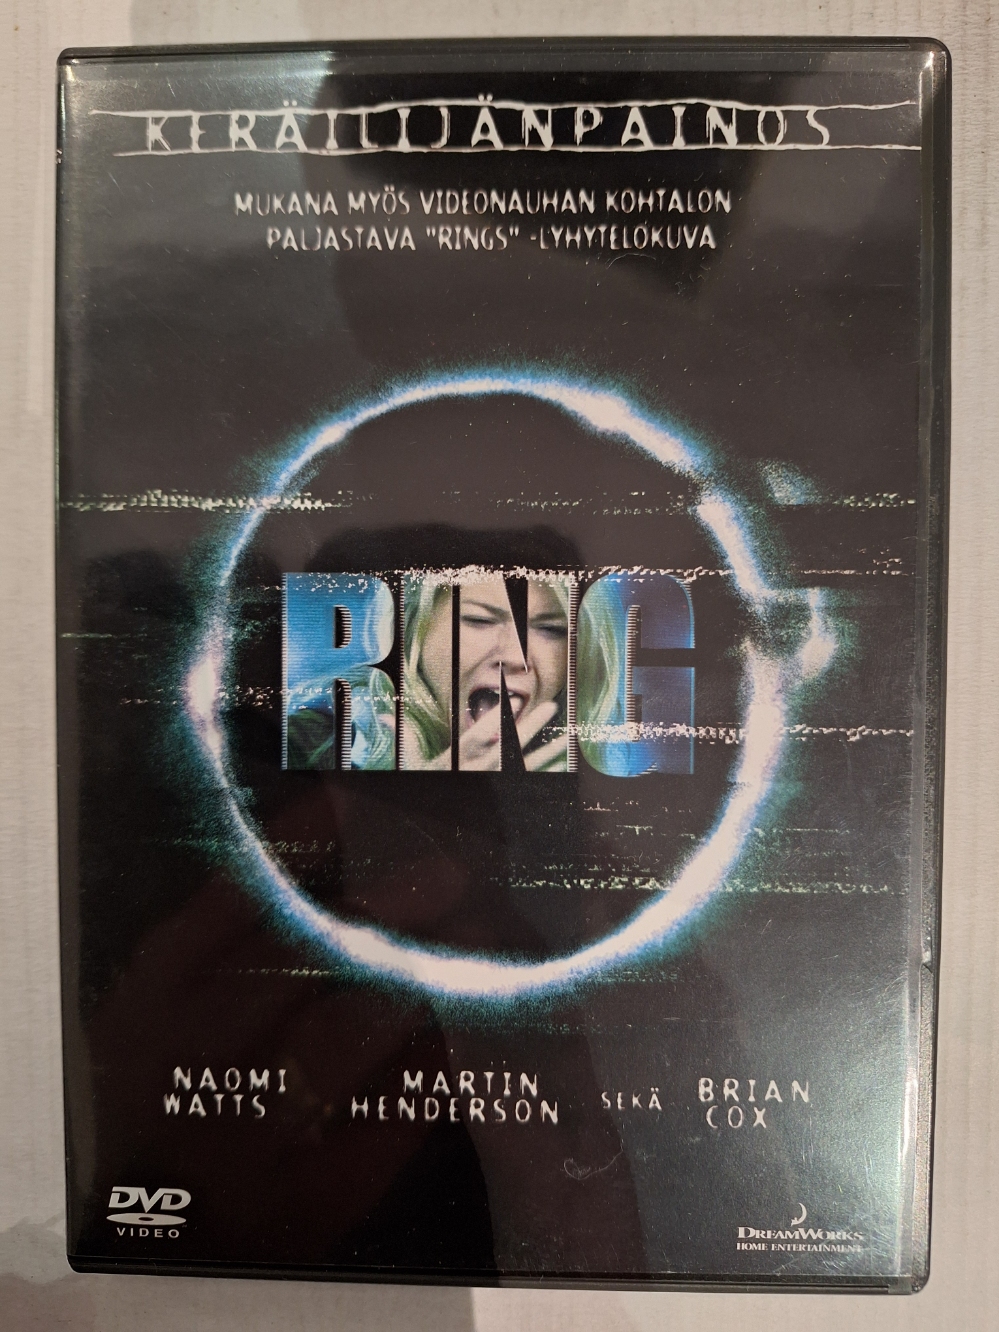 KERÄILIJÄNPAINOS
MUKANA MYÖS VIDEONAUHAN KOHTALON
PALJASTAVA "RINGS" -LYHYTELOKUVA
RING
NAOMI WATTS
MARTIN HENDERSON
SEKÄ
BRIAN COX
DVD
VIDEO
DREAMWORKS
HOME ENTERTAINMENT